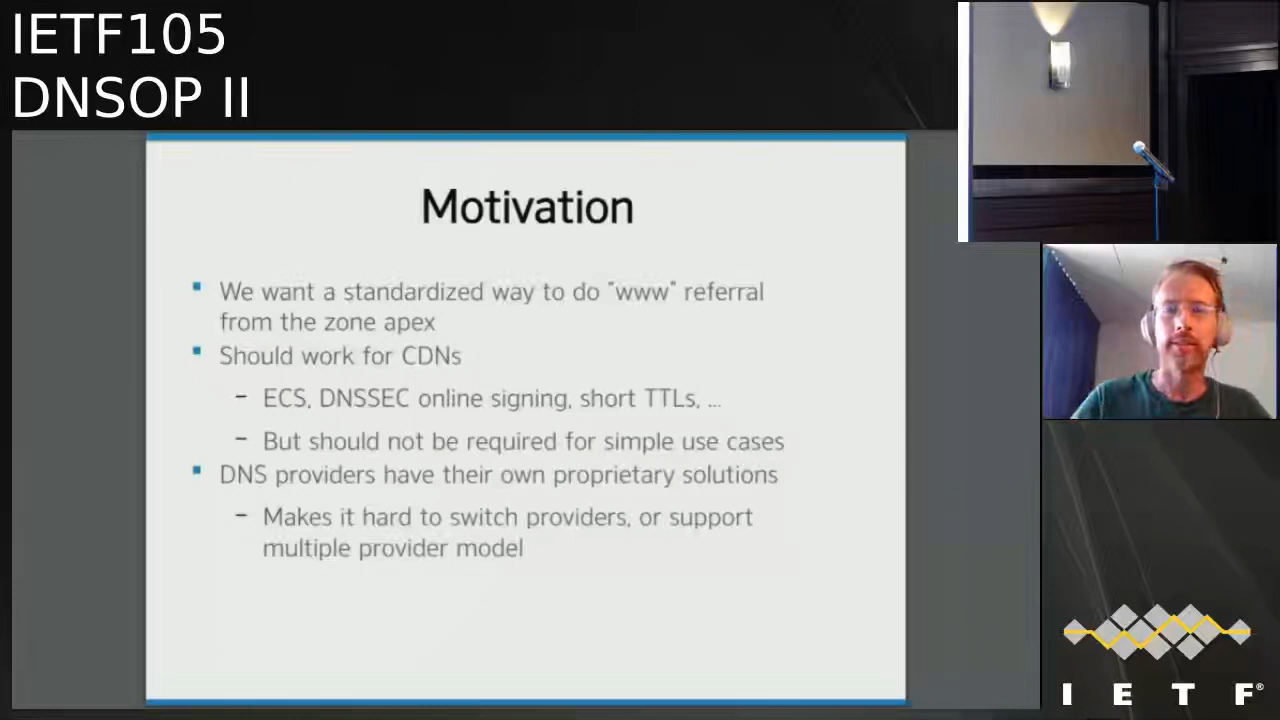 IETF105
DNSOP II
Motivation
We want a standardized way to do "www" referral
from the zone apex
Should work for CDNs
– ECS, DNSSEC online signing, short TTLs, ...
– But should not be required for simple use cases
DNS providers have their own proprietary solutions
– Makes it hard to switch providers, or support
multiple provider model
I E T F®